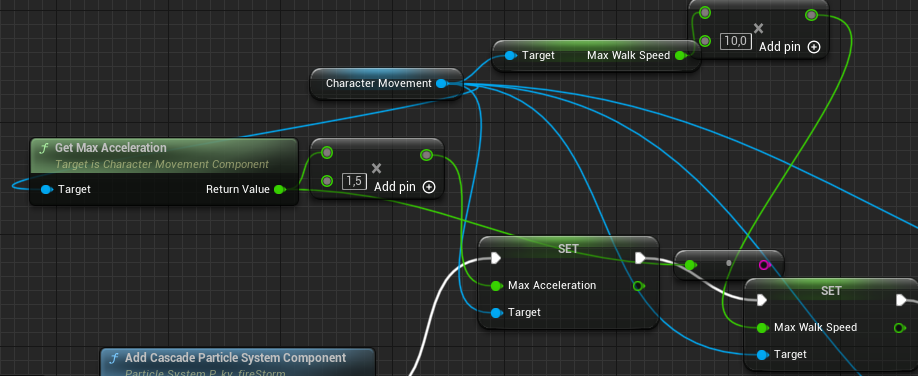 10,0
Add pin
Target
Max Walk Speed
Character Movement
Get Max Acceleration
Target is Character Movement Component
Target
Return Value
1,5
Add pin
SET
Max Acceleration
Target
SET
Max Walk Speed
Target
Add Cascade Particle System Component
Particle System P_ky_fireStorm